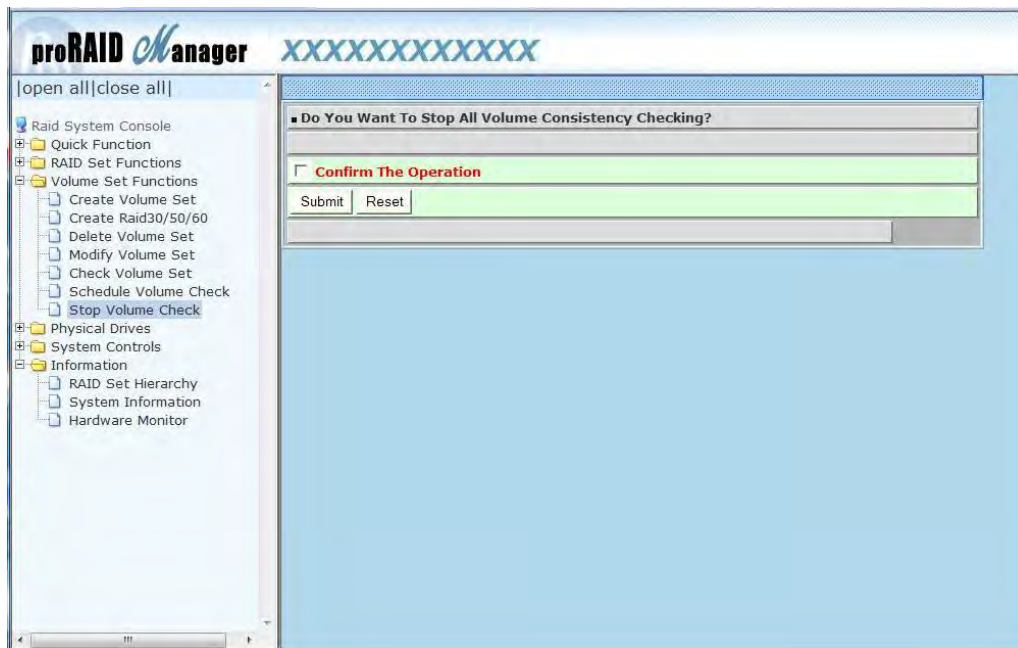 proRAID Manager XXXXXXXXXXXX
|open all|close all|
Raid System Console
Quick Function
RAID Set Functions
Volume Set Functions
Create Volume Set
Create Raid30/50/60
Delete Volume Set
Modify Volume Set
Check Volume Set
Schedule Volume Check
Stop Volume Check
Physical Drives
System Controls
Information
RAID Set Hierarchy
System Information
Hardware Monitor
Do You Want To Stop All Volume Consistency Checking?
Confirm The Operation
Submit Reset